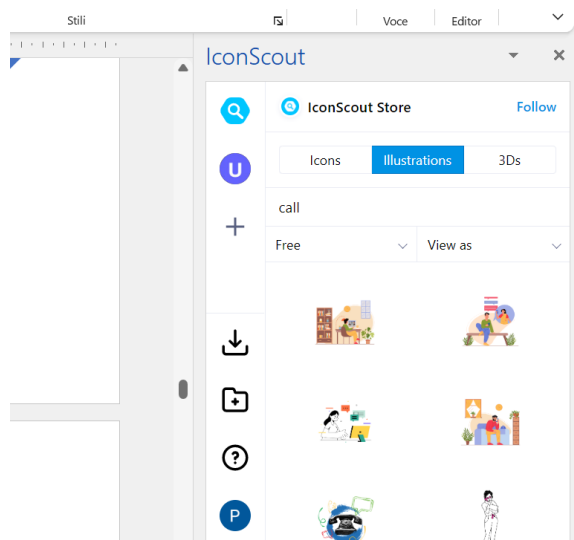 Stili Voce Editor
IconScout
IconScout Store Follow
U
Icons Illustrations 3Ds
call
Free View as
P